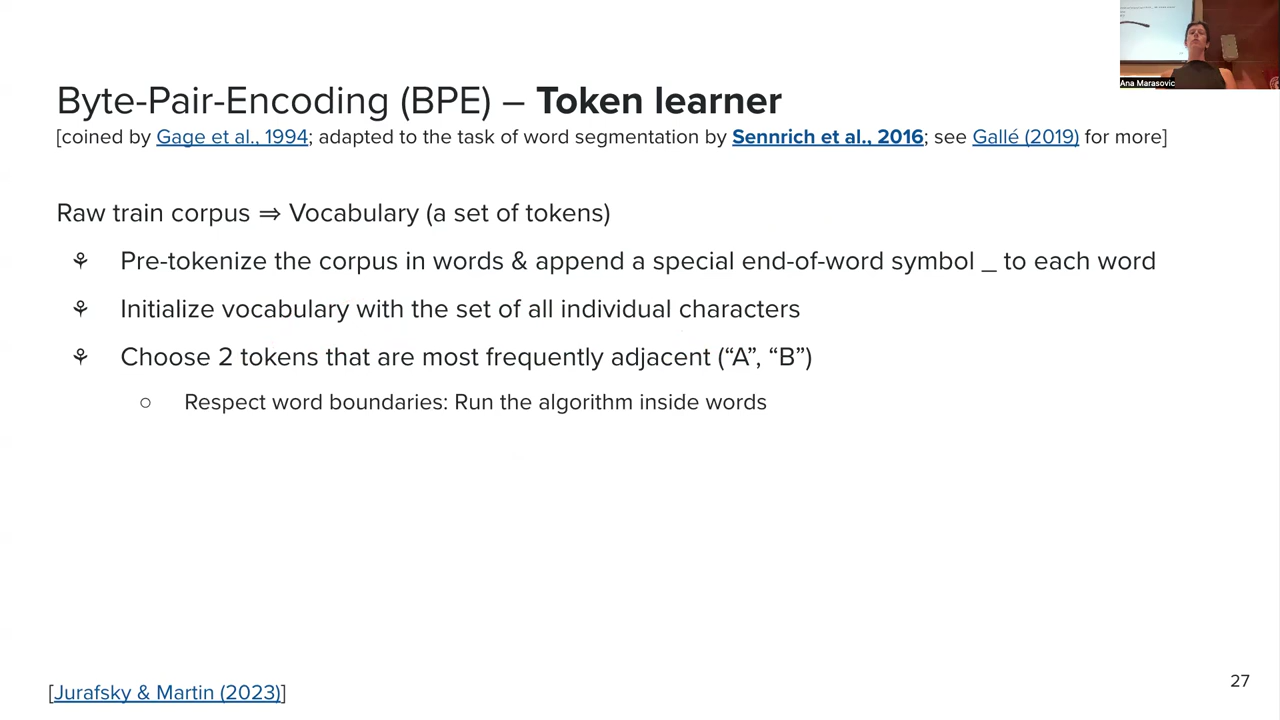 Ana Marasovic
Byte-Pair-Encoding (BPE) – Token learner
[coined by Gage et al., 1994; adapted to the task of word segmentation by Sennrich et al., 2016; see Gallé (2019) for more]
Raw train corpus ⇒ Vocabulary (a set of tokens)
Pre-tokenize the corpus in words & append a special end-of-word symbol _ to each word
Initialize vocabulary with the set of all individual characters
Choose 2 tokens that are most frequently adjacent (“A”, “B”)
Respect word boundaries: Run the algorithm inside words
[Jurafsky & Martin (2023)]
27